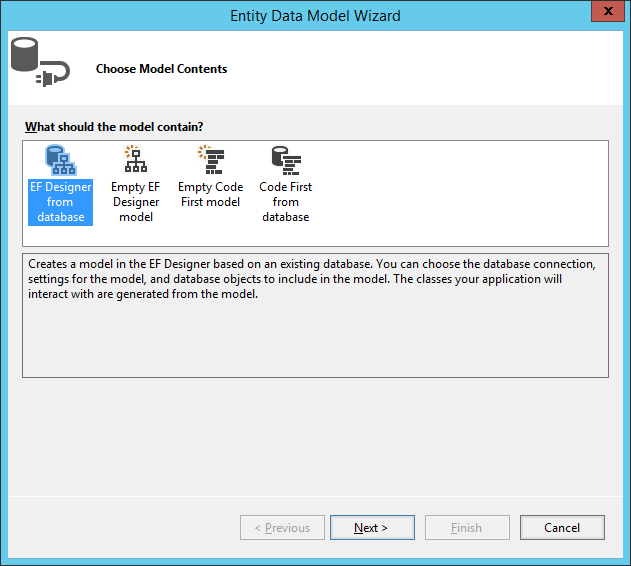 Entity Data Model Wizard
x
Choose Model Contents
What should the model contain?
EF Designer
from
database
Empty EF
Designer
model
Empty Code
First model
Code First
from
database
Creates a model in the EF Designer based on an existing database. You can choose the database connection,
settings for the model, and database objects to include in the model. The classes your application will
interact with are generated from the model.
< Previous
Next >
Finish
Cancel